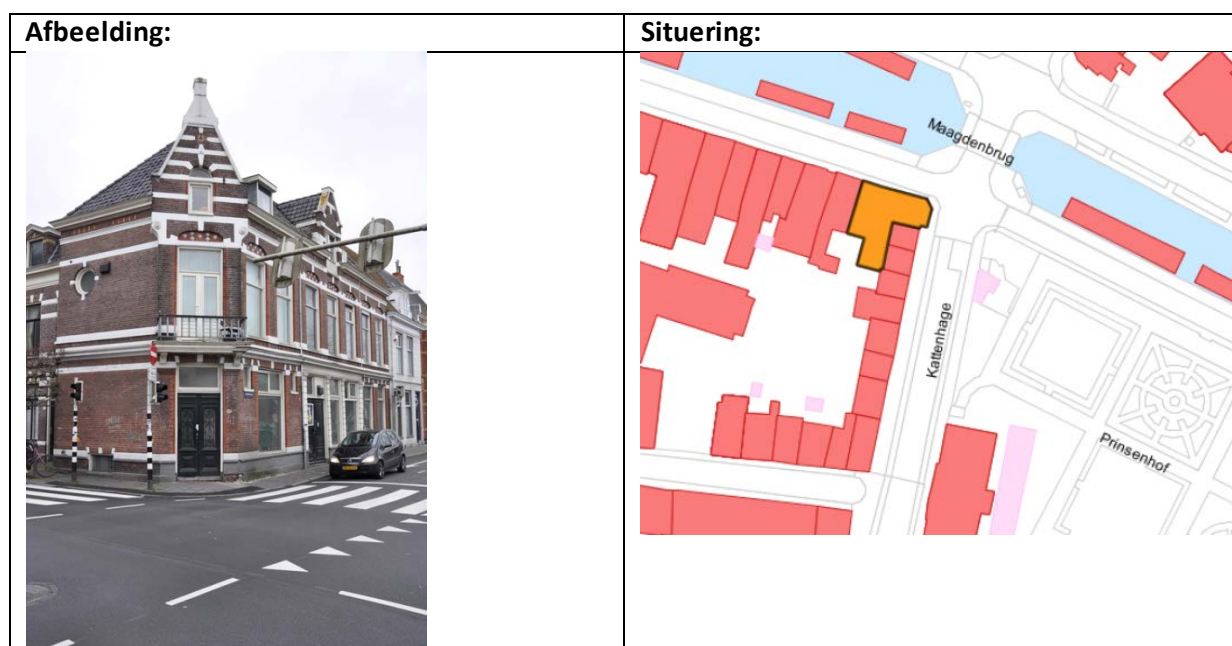 Afbeelding:
Situering:
Maagdenbrug
Kattenhage
Prinsenhof